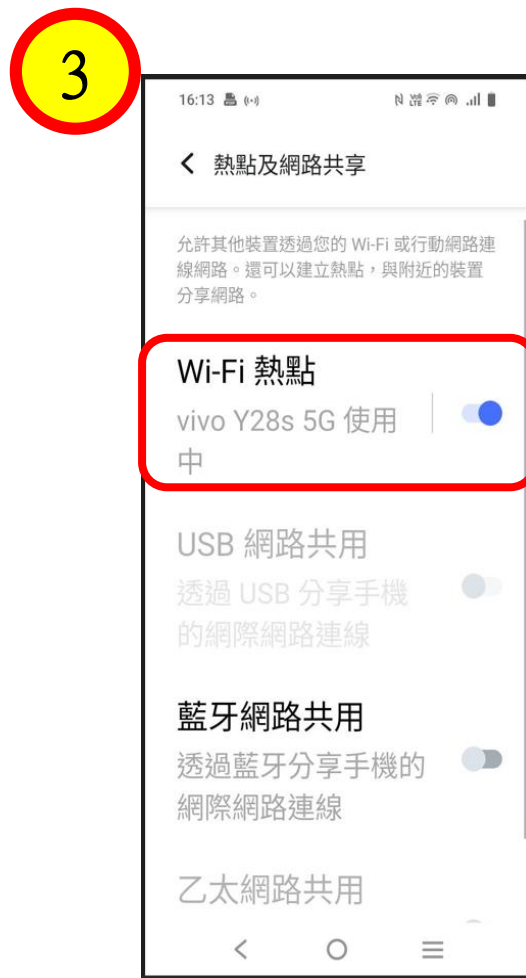 3
16:13
熱點及網路共享
允許其他裝置透過您的 Wi-Fi 或行動網路連
線網路。還可以建立熱點，與附近的裝置
分享網路。
Wi-Fi 熱點
vivo Y28s 5G 使用
中
USB 網路共用
透過 USB 分享手機
的網際網路連線
藍牙網路共用
透過藍牙分享手機的
網際網路連線
乙太網路共用